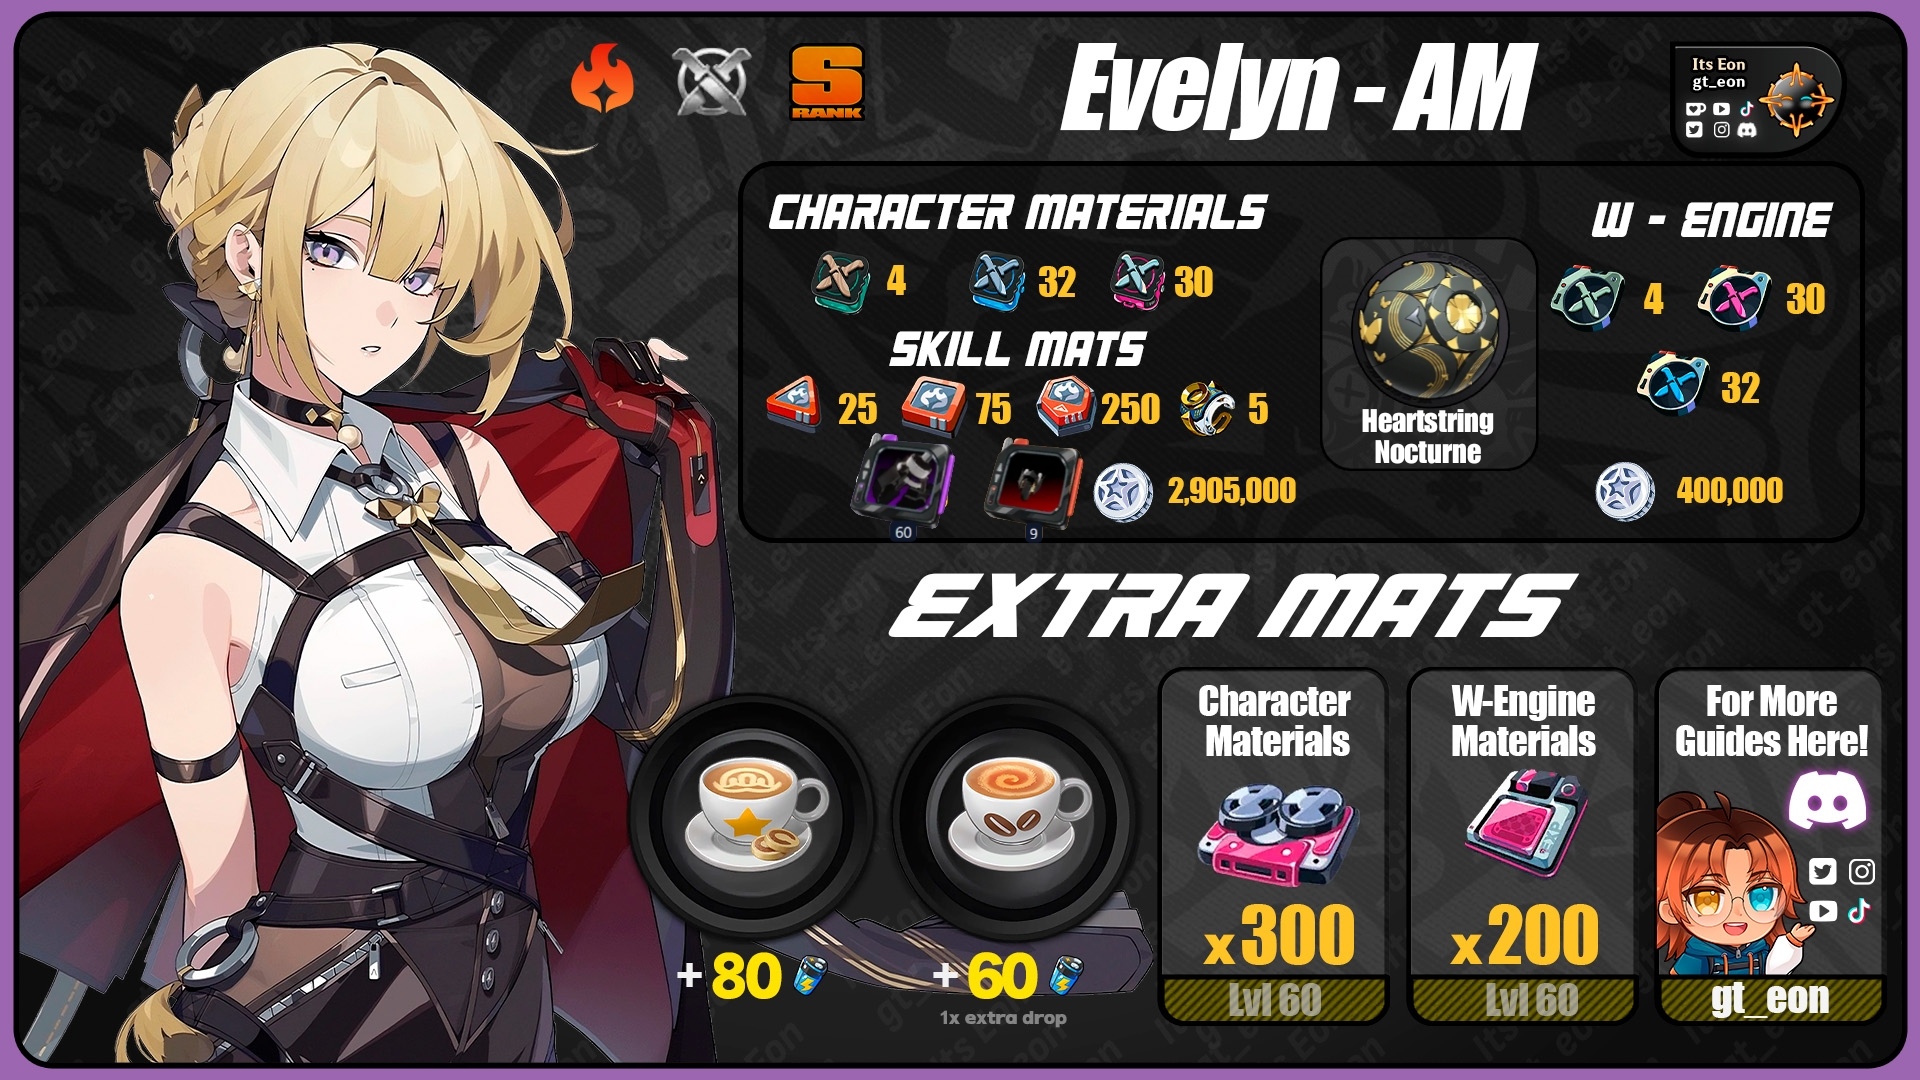 S
RANK
Evelyn - AM
Its Eon
gt_eon
CHARACTER MATERIALS
4
32
30
SKILL MATS
25
75
250
5
60
9
2,905,000
Heartstring
Nocturne
W - ENGINE
4
30
32
400,000
EXTRA MATS
+80
+60
1x extra drop
Character
Materials
x300
Lvl 60
W-Engine
Materials
x200
Lvl 60
For More
Guides Here!
gt_eon